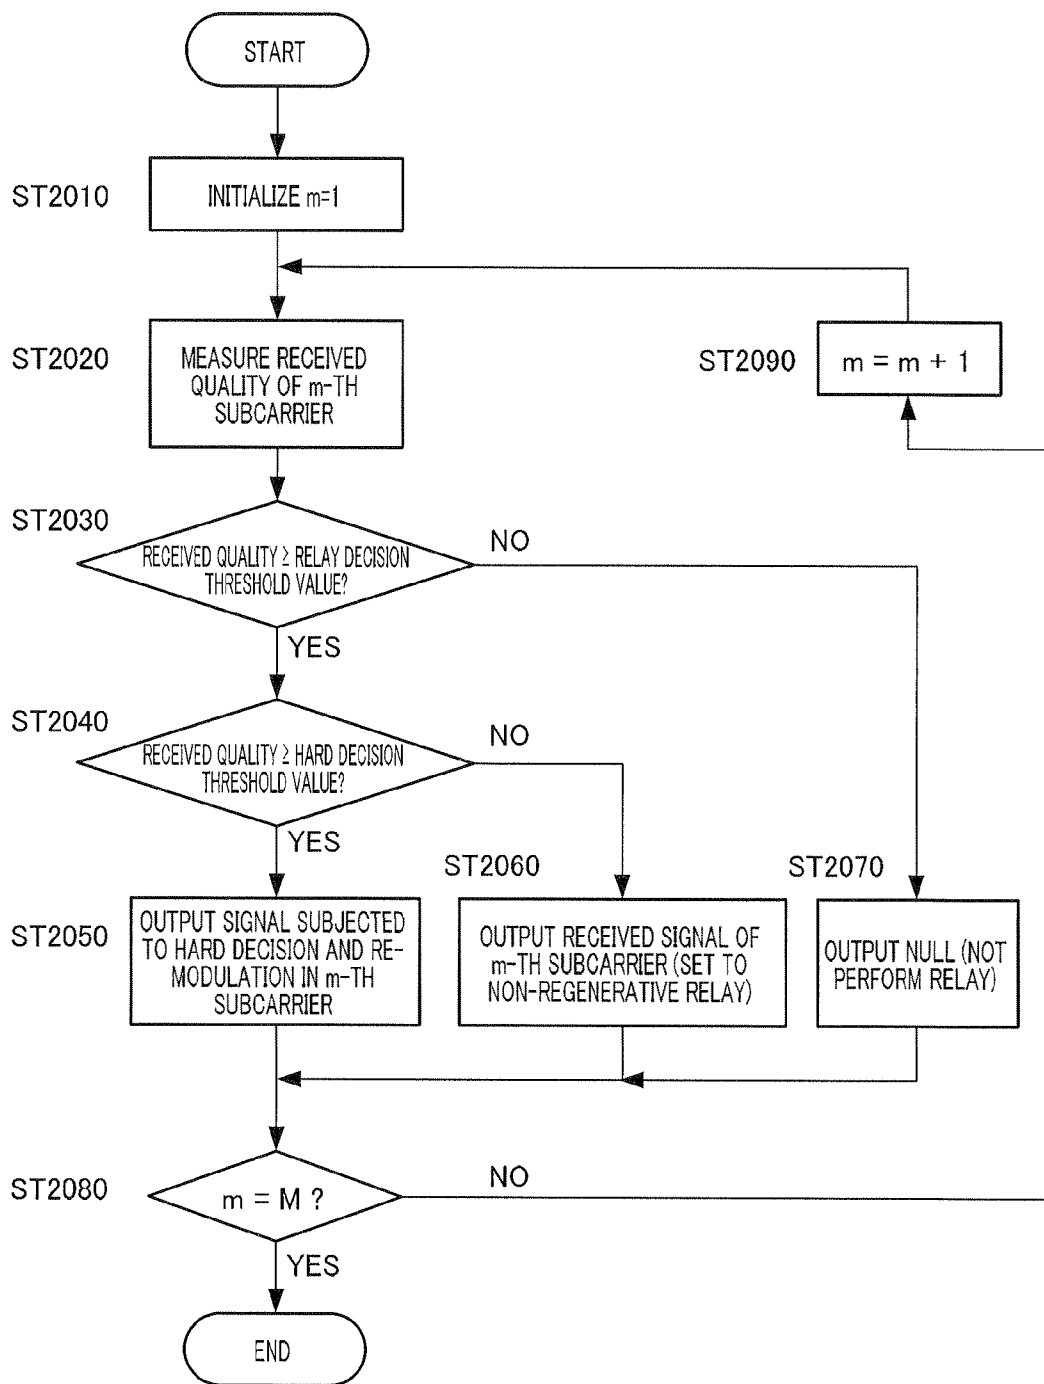 START
ST2010
INITIALIZE m=1
ST2020
MEASURE RECEIVED
QUALITY OF m-TH
SUBCARRIER
ST2090
m = m + 1
ST2030
RECEIVED QUALITY ≥ RELAY DECISION
THRESHOLD VALUE?
NO
YES
ST2040
RECEIVED QUALITY ≥ HARD DECISION
THRESHOLD VALUE?
NO
YES
ST2050
OUTPUT SIGNAL SUBJECTED
TO HARD DECISION AND RE-
MODULATION IN m-TH
SUBCARRIER
ST2060
OUTPUT RECEIVED SIGNAL OF
m-TH SUBCARRIER (SET TO
NON-REGENERATIVE RELAY)
ST2070
OUTPUT NULL (NOT
PERFORM RELAY)
ST2080
m = M ?
NO
YES
END